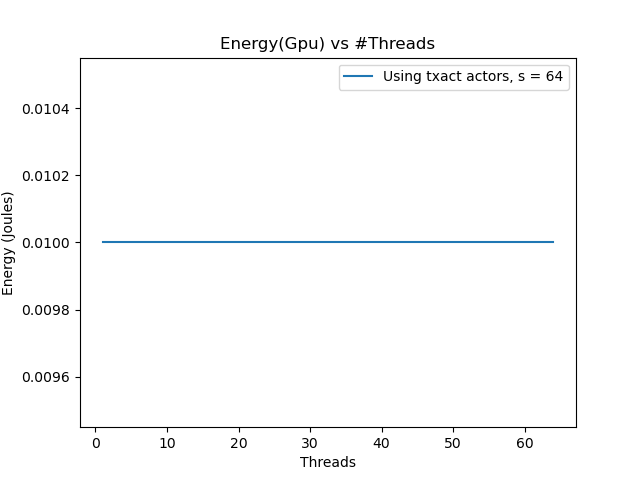 Energy(Gpu) vs #Threads
Using txact actors, s = 64
0.0104
0.0102
0.0100
0.0098
0.0096
Energy (Joules)
0 10 20 30 40 50 60
Threads